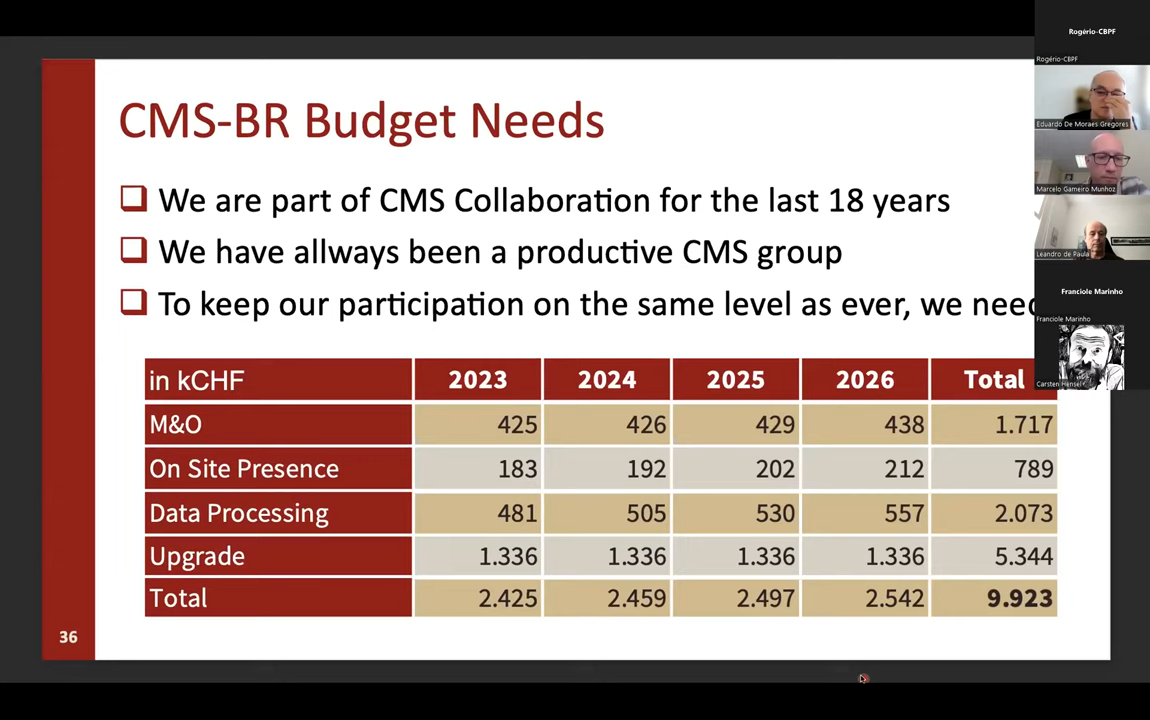 CMS-BR Budget Needs
We are part of CMS Collaboration for the last 18 years
We have allways been a productive CMS group
To keep our participation on the same level as ever, we need
in kCHF 2023 2024 2025 2026 Total
M&O 425 426 429 438 1.717
On Site Presence 183 192 202 212 789
Data Processing 481 505 530 557 2.073
Upgrade 1.336 1.336 1.336 1.336 5.344
Total 2.425 2.459 2.497 2.542 9.923
36
Rogério-CBPF
Rogério-CBPF
Eduardo De Moraes Gregores
Marcelo Gameiro Munhoz
Leandro de Paula
Franciole Marinho
Franciole Marinho
Carsten Hensel